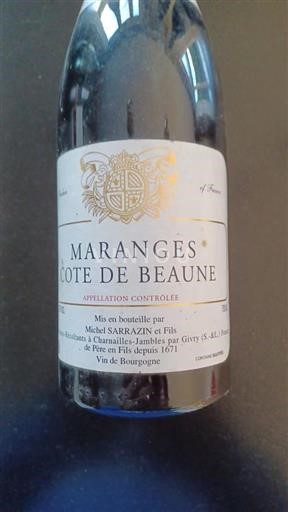 of France
MARANGES
COTE DE BEAUNE
APPELLATION CONTRÔLÉE
Mis en bouteille par
Michel SARRAZIN et Fils
à Charnailles-Jambles par Givry (S.-&L.)
de Père en Fils depuis 1671
Vin de Bourgogne